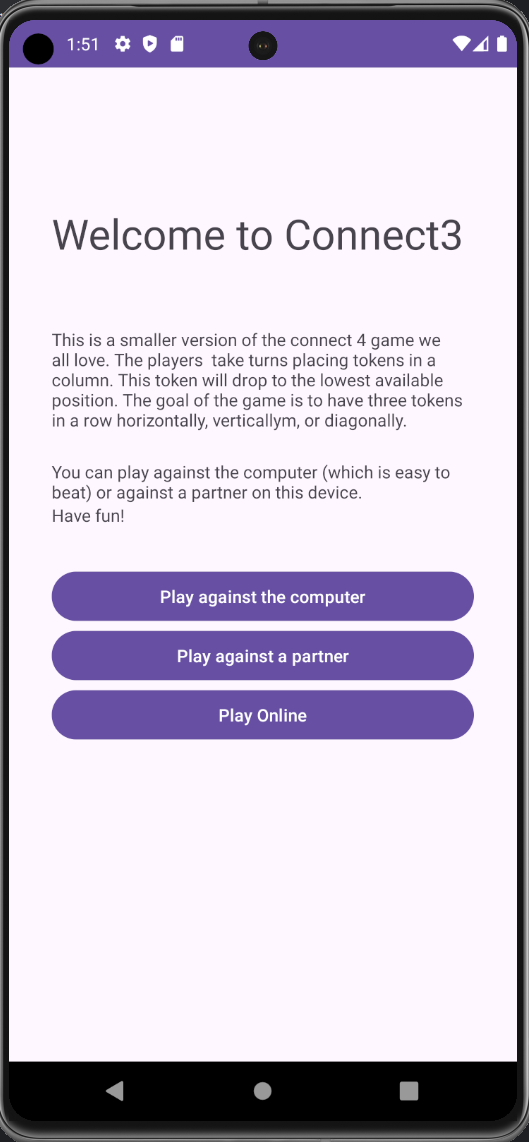 1:51
Welcome to Connect3
This is a smaller version of the connect 4 game we
all love. The players  take turns placing tokens in a
column. This token will drop to the lowest available
position. The goal of the game is to have three tokens
in a row horizontally, verticallym, or diagonally.
You can play against the computer (which is easy to
beat) or against a partner on this device.
Have fun!
Play against the computer
Play against a partner
Play Online